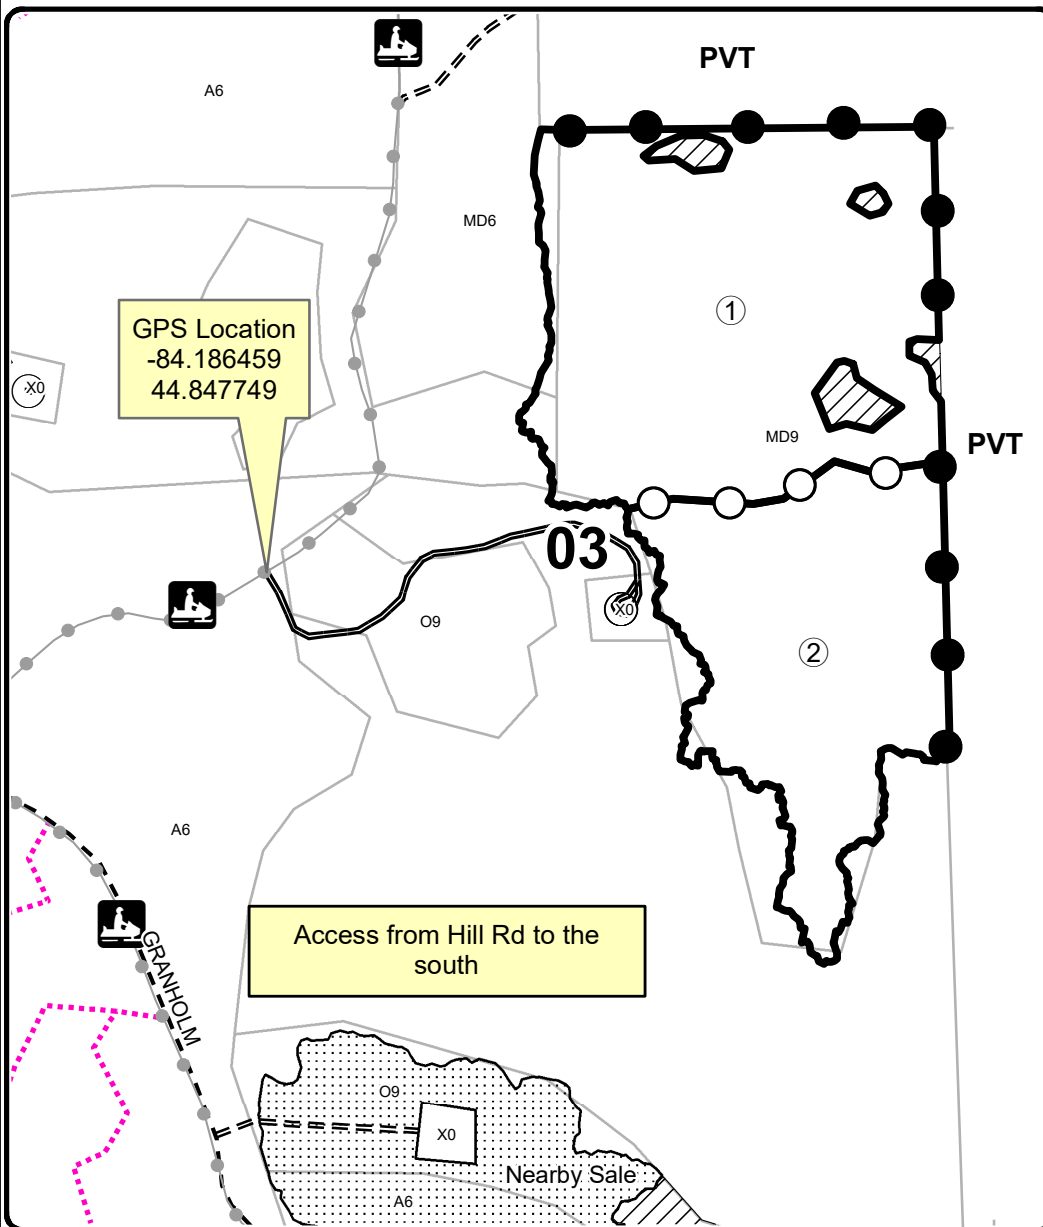 PVT
A6
MD6
GPS Location
-84.186459
44.847749
1
X0
MD9
PVT
03
X0
O9
2
A6
Access from Hill Rd to the
south
GRANHOLM
O9
X0
Nearby Sale
A6